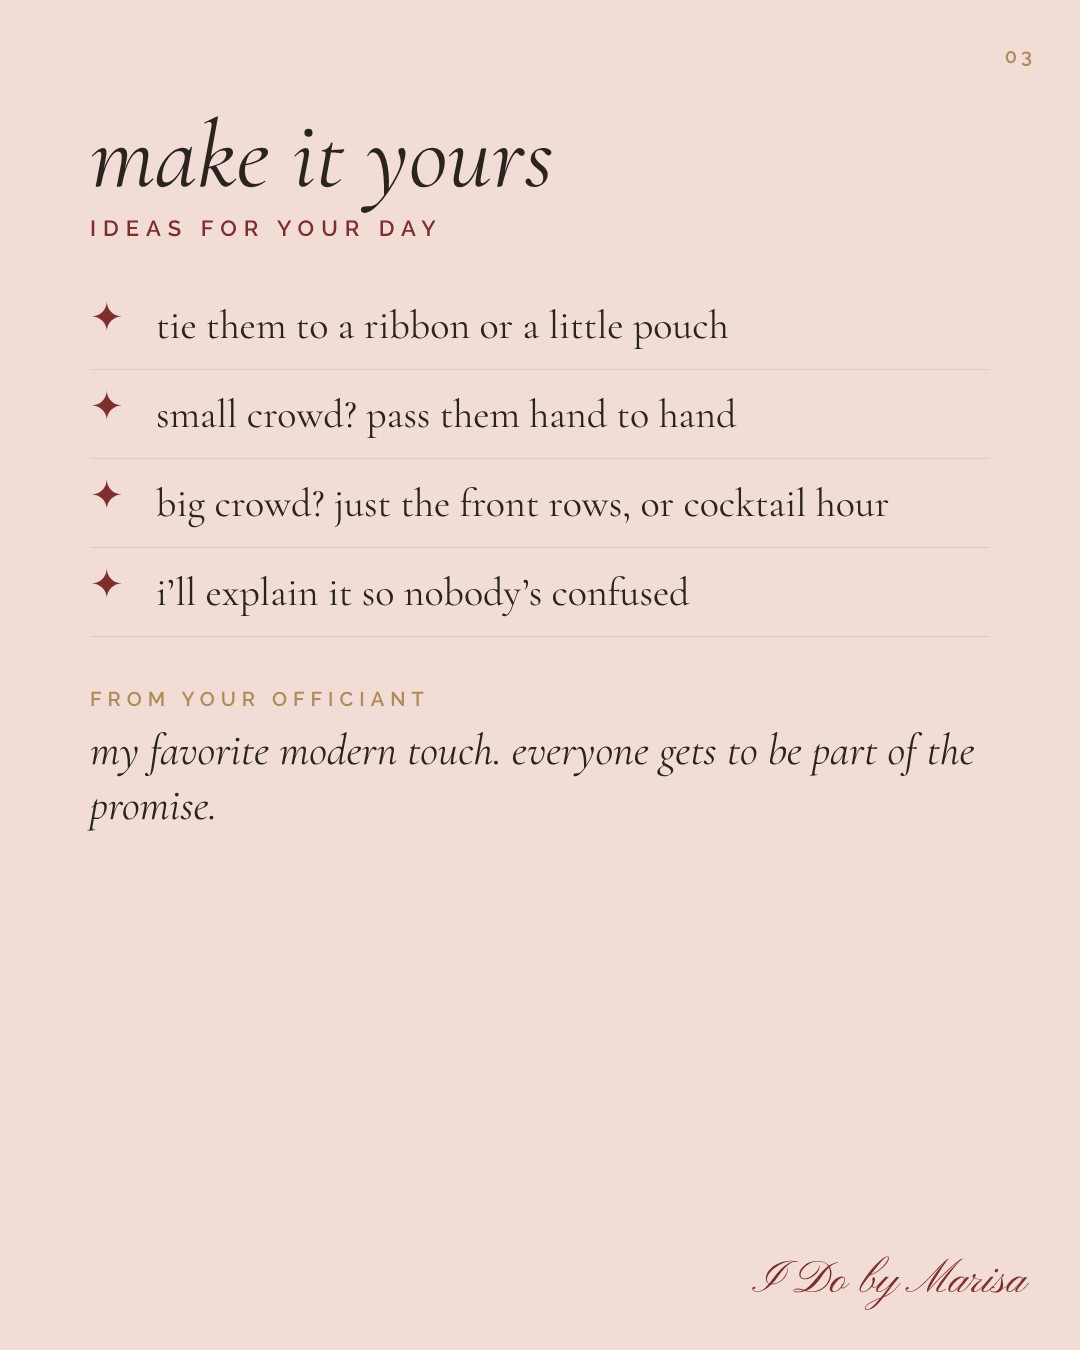 03
make it yours
IDEAS FOR YOUR DAY
✦ tie them to a ribbon or a little pouch
✦ small crowd? pass them hand to hand
✦ big crowd? just the front rows, or cocktail hour
✦ i’ll explain it so nobody’s confused
FROM YOUR OFFICIANT
my favorite modern touch. everyone gets to be part of the
promise.
I Do by Marisa